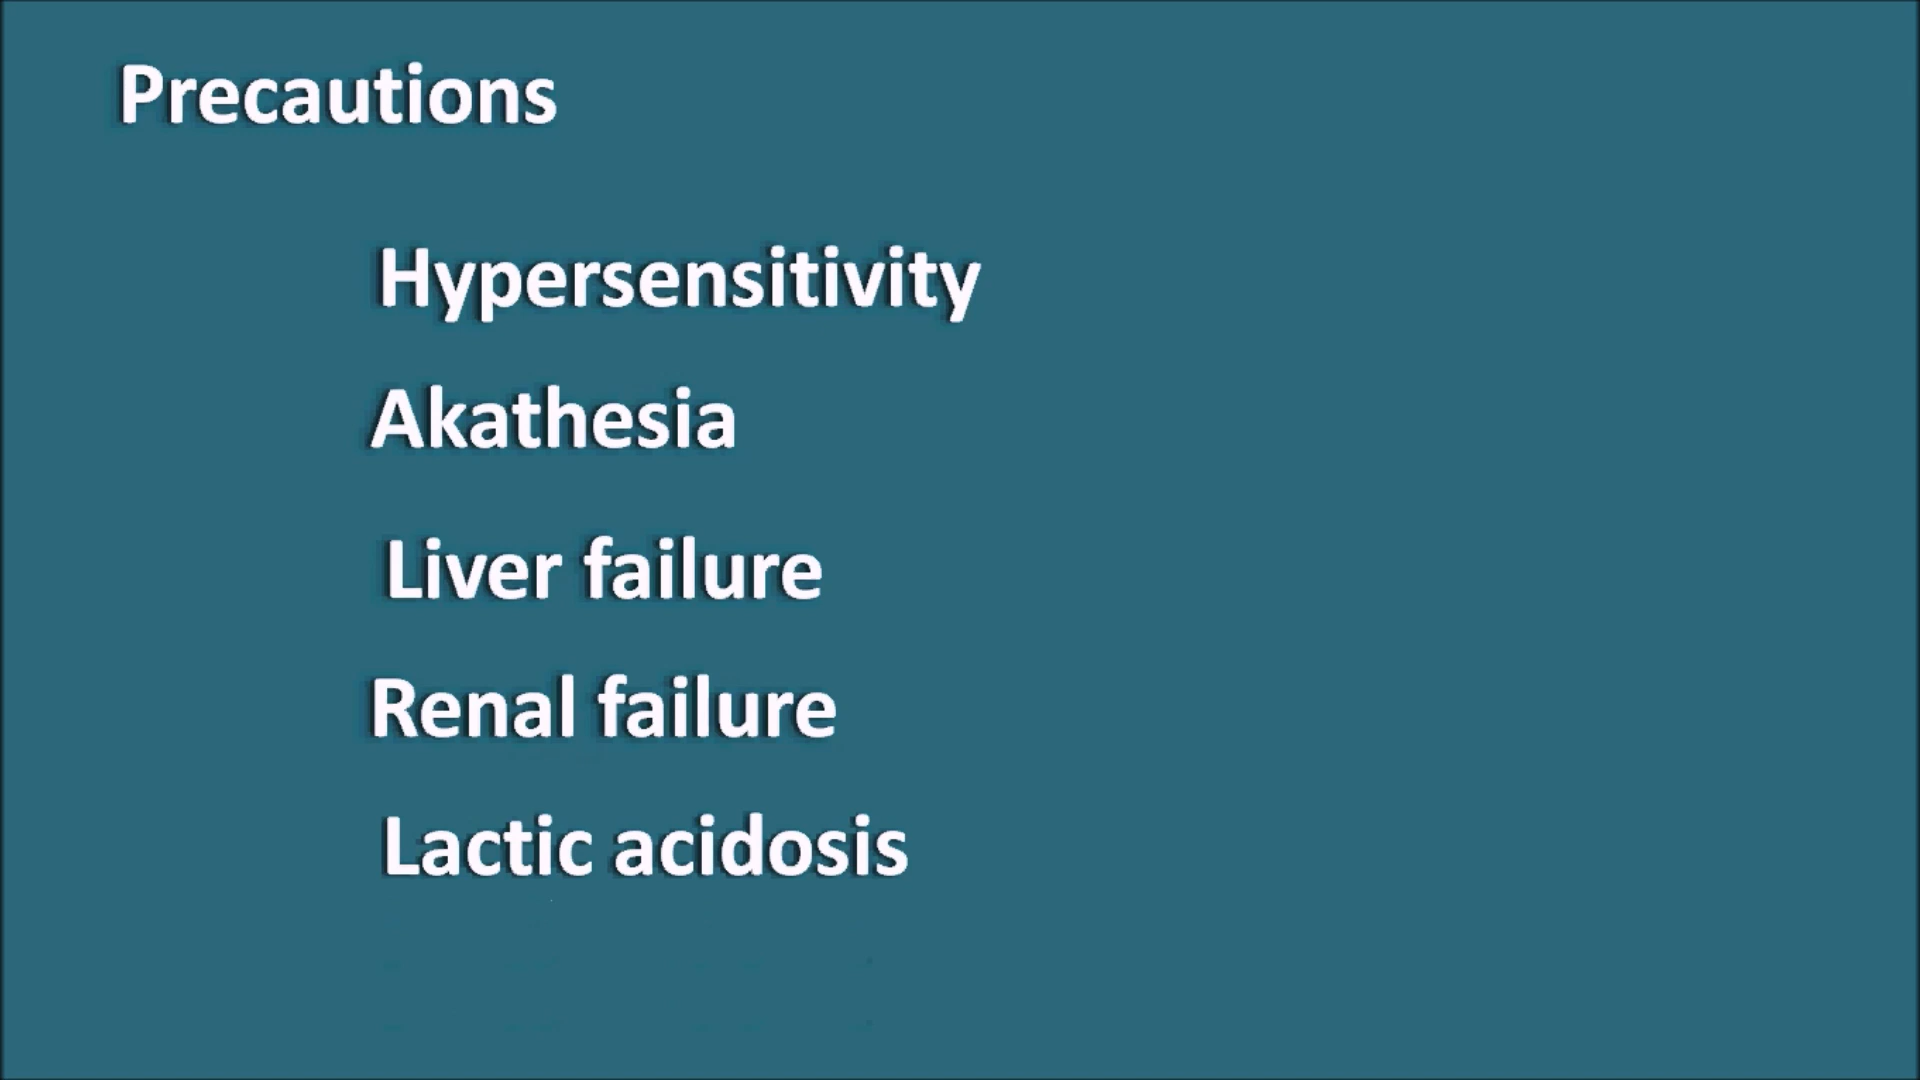 Precautions
Hypersensitivity
Akathesia
Liver failure
Renal failure
Lactic acidosis